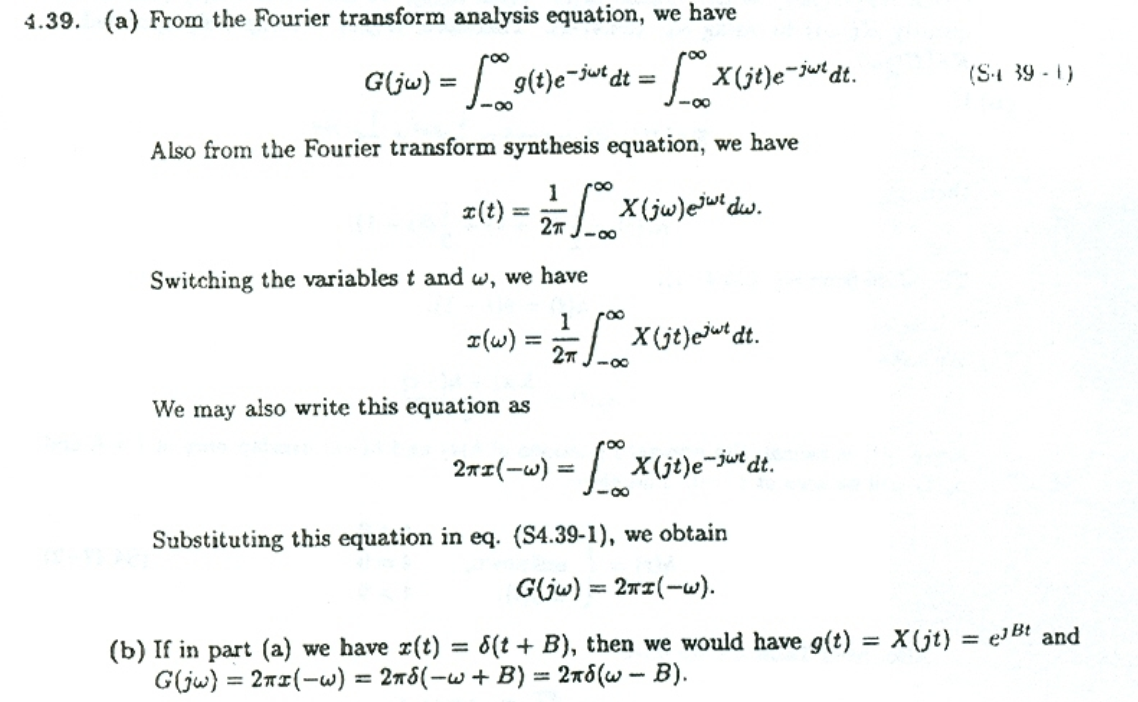 4.39. (a) From the Fourier transform analysis equation, we have
G(jω) = ∫_{-∞}^{∞} g(t)e^{-jωt} dt = ∫_{-∞}^{∞} X(jt)e^{-jωt} dt. (S4 39 - 1)
Also from the Fourier transform synthesis equation, we have
x(t) = \frac{1}{2π} ∫_{-∞}^{∞} X(jω)e^{jωt} dω.
Switching the variables t and ω, we have
x(ω) = \frac{1}{2π} ∫_{-∞}^{∞} X(jt)e^{jωt} dt.
We may also write this equation as
2πx(-ω) = ∫_{-∞}^{∞} X(jt)e^{-jωt} dt.
Substituting this equation in eq. (S4.39-1), we obtain
G(jω) = 2πx(-ω).
(b) If in part (a) we have x(t) = δ(t + B), then we would have g(t) = X(jt) = e^{jBt} and
G(jω) = 2πx(-ω) = 2πδ(-ω + B) = 2πδ(ω - B).